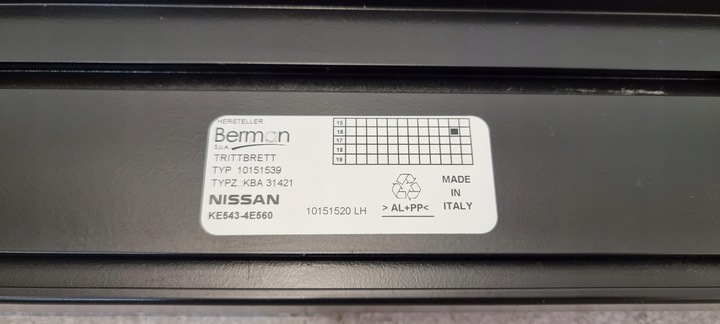 HERSTELLER
Berman
S.p.A.
TRITTBRETT
TYP 10151539
TYPZ.:KBA 31421
NISSAN
KE543-4E560
15
16
17
18
19
10151520 LH
> AL+PP<
MADE
IN
ITALY